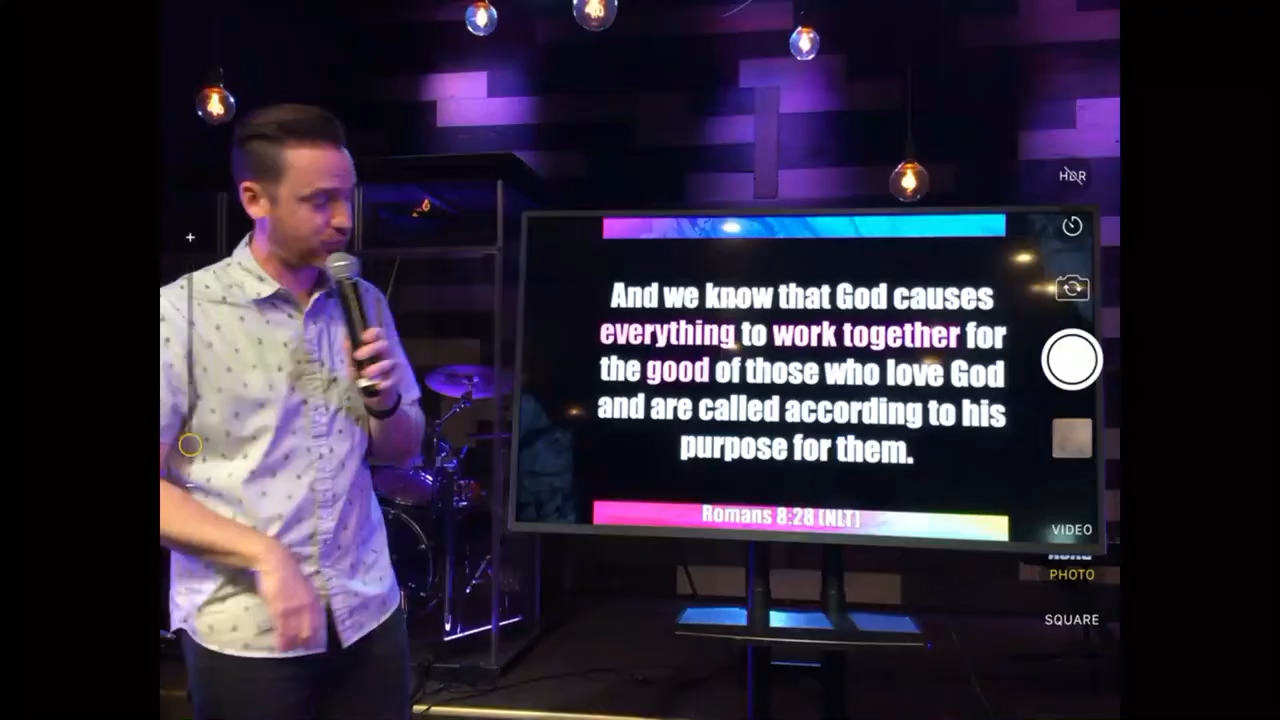 HDR
And we know that God causes
everything to work together for
the good of those who love God
and are called according to his
purpose for them.
Romans 8:28 (NLT)
VIDEO
PHOTO
SQUARE